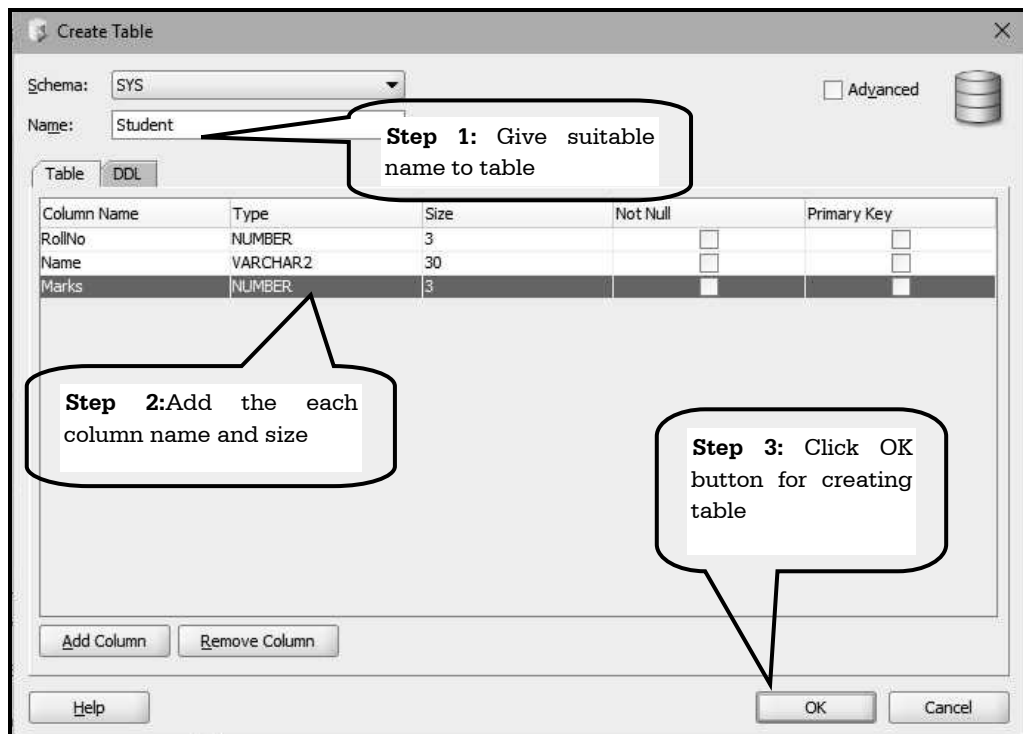 Create Table
Schema: SYS
Advanced
Name: Student
Step 1: Give suitable
name to table
Table DDL
Column Name Type Size Not Null Primary Key
RollNo NUMBER 3
Name VARCHAR2 30
Marks NUMBER 3
Step 2:Add the each
column name and size
Step 3: Click OK
button for creating
table
Add Column Remove Column
Help OK Cancel